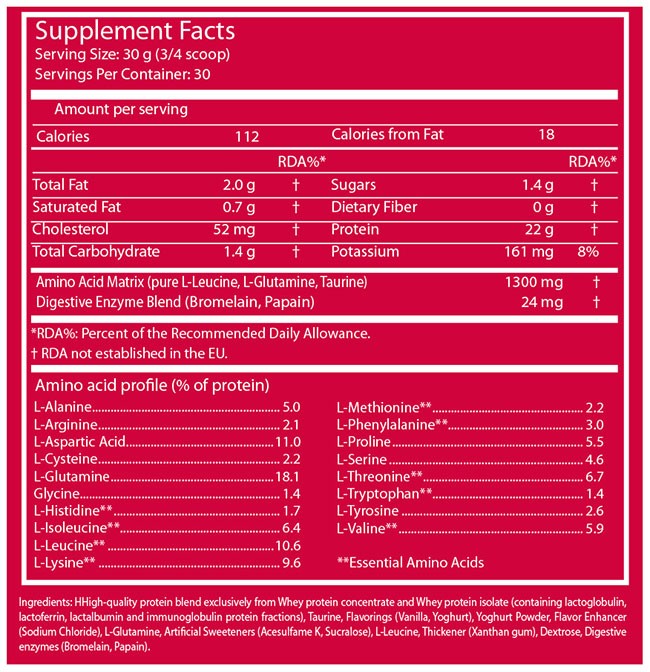 Supplement Facts
Serving Size: 30 g (3/4 scoop)
Servings Per Container: 30
Amount per serving
Calories 112 Calories from Fat 18
RDA%* RDA%*
Total Fat 2.0 g † Sugars 1.4 g †
Saturated Fat 0.7 g † Dietary Fiber 0 g †
Cholesterol 52 mg † Protein 22 g †
Total Carbohydrate 1.4 g † Potassium 161 mg 8%
Amino Acid Matrix (pure L-Leucine, L-Glutamine, Taurine) 1300 mg †
Digestive Enzyme Blend (Bromelain, Papain) 24 mg †
*RDA%: Percent of the Recommended Daily Allowance.
† RDA not established in the EU.
Amino acid profile (% of protein)
L-Alanine 5.0
L-Arginine 2.1
L-Aspartic Acid 11.0
L-Cysteine 2.2
L-Glutamine 18.1
Glycine 1.4
L-Histidine** 1.7
L-Isoleucine** 6.4
L-Leucine** 10.6
L-Lysine** 9.6
L-Methionine** 2.2
L-Phenylalanine** 3.0
L-Proline 5.5
L-Serine 4.6
L-Threonine** 6.7
L-Tryptophan** 1.4
L-Tyrosine 2.6
L-Valine** 5.9
**Essential Amino Acids
Ingredients: HHigh-quality protein blend exclusively from Whey protein concentrate and Whey protein isolate (containing lactoglobulin,
lactoferrin, lactalbumin and immunoglobulin protein fractions), Taurine, Flavorings (Vanilla, Yoghurt), Yoghurt Powder, Flavor Enhancer
(Sodium Chloride), L-Glutamine, Artificial Sweeteners (Acesulfame K, Sucralose), L-Leucine, Thickener (Xanthan gum), Dextrose, Digestive
enzymes (Bromelain, Papain).